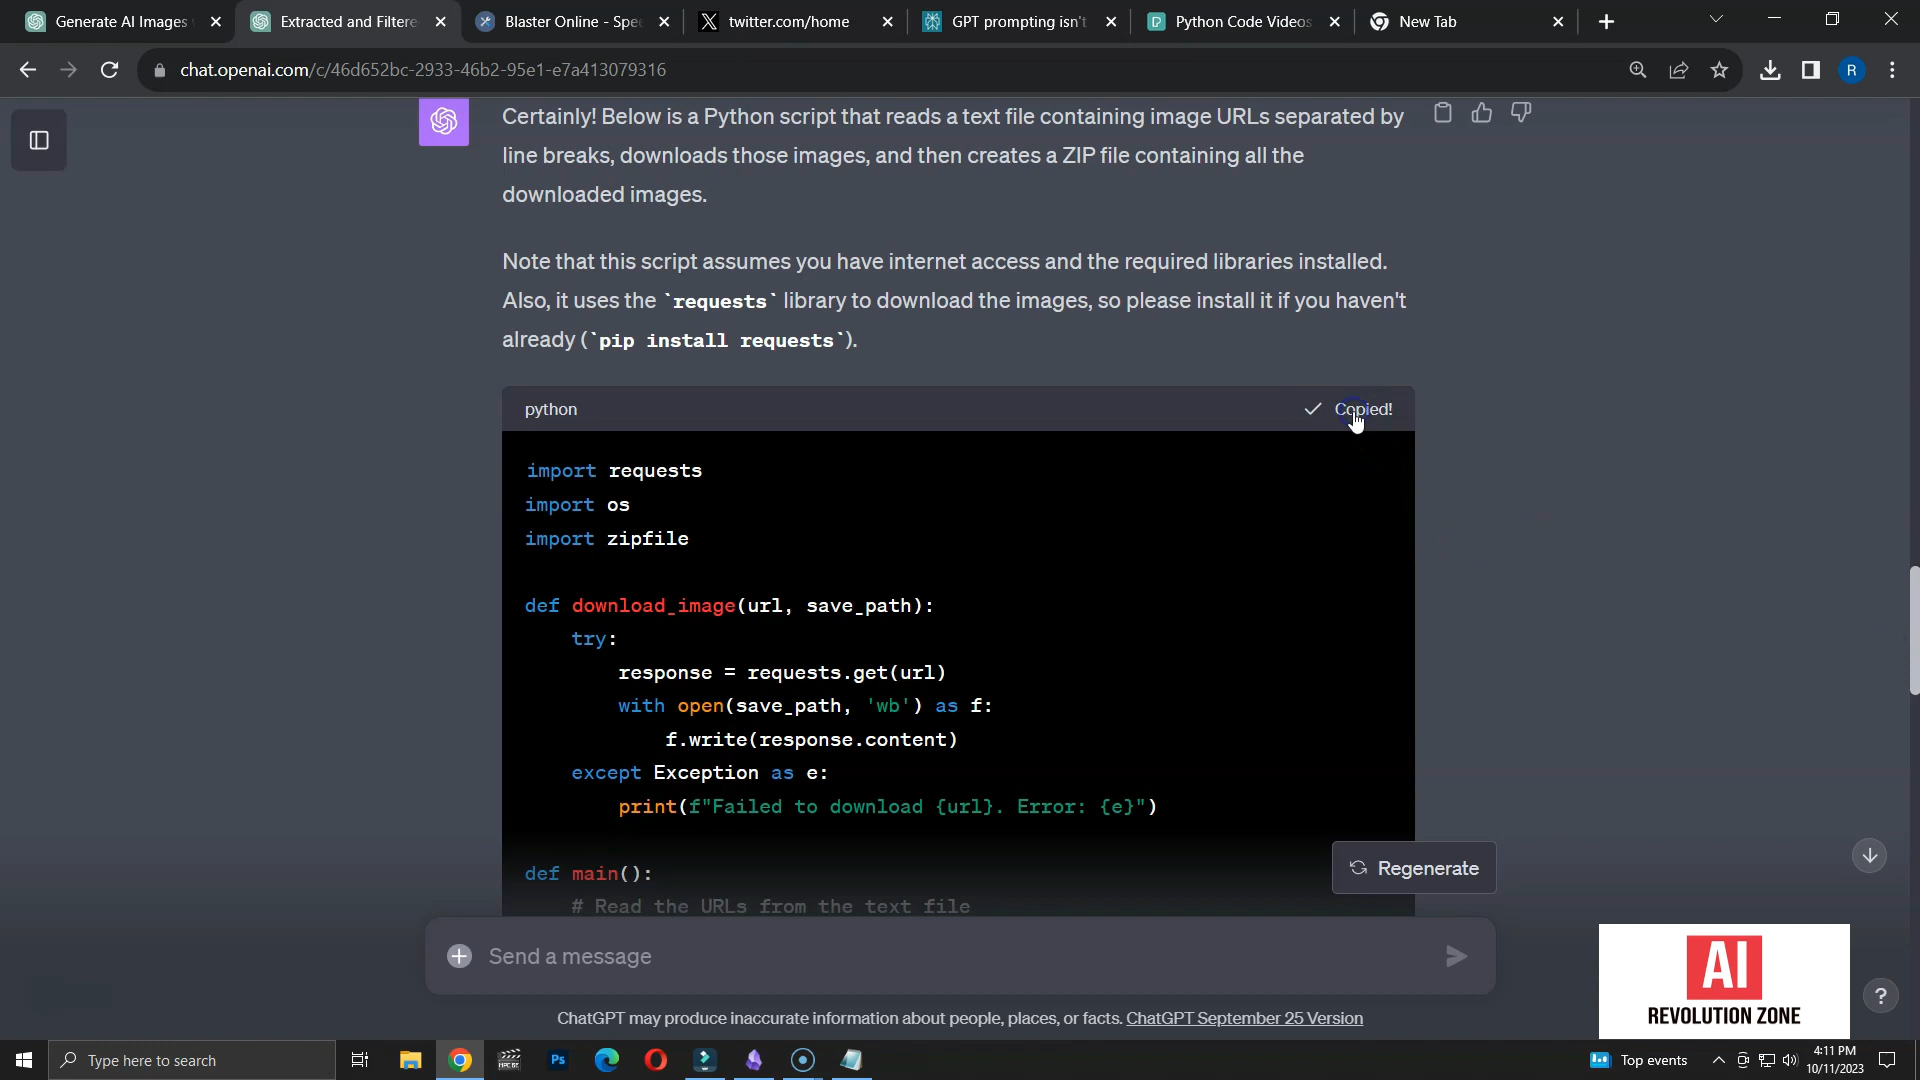 Generate AI Images
Extracted and Filtere
Blaster Online - Spe
twitter.com/home
GPT prompting isn't
Python Code Videos
New Tab
chat.openai.com/c/46d652bc-2933-46b2-95e1-e7a413079316
R
Certainly! Below is a Python script that reads a text file containing image URLs separated by
line breaks, downloads those images, and then creates a ZIP file containing all the
downloaded images.
Note that this script assumes you have internet access and the required libraries installed.
Also, it uses the `requests` library to download the images, so please install it if you haven't
already (`pip install requests`).
python
Copied!
import requests
import os
import zipfile
def download_image(url, save_path):
try:
response = requests.get(url)
with open(save_path, 'wb') as f:
f.write(response.content)
except Exception as e:
print(f"Failed to download {url}. Error: {e}")
def main():
# Read the URLs from the text file
Regenerate
Send a message
ChatGPT may produce inaccurate information about people, places, or facts. ChatGPT September 25 Version
AI
REVOLUTION ZONE
?
Type here to search
Ps
Top events
4:11 PM
10/11/2023